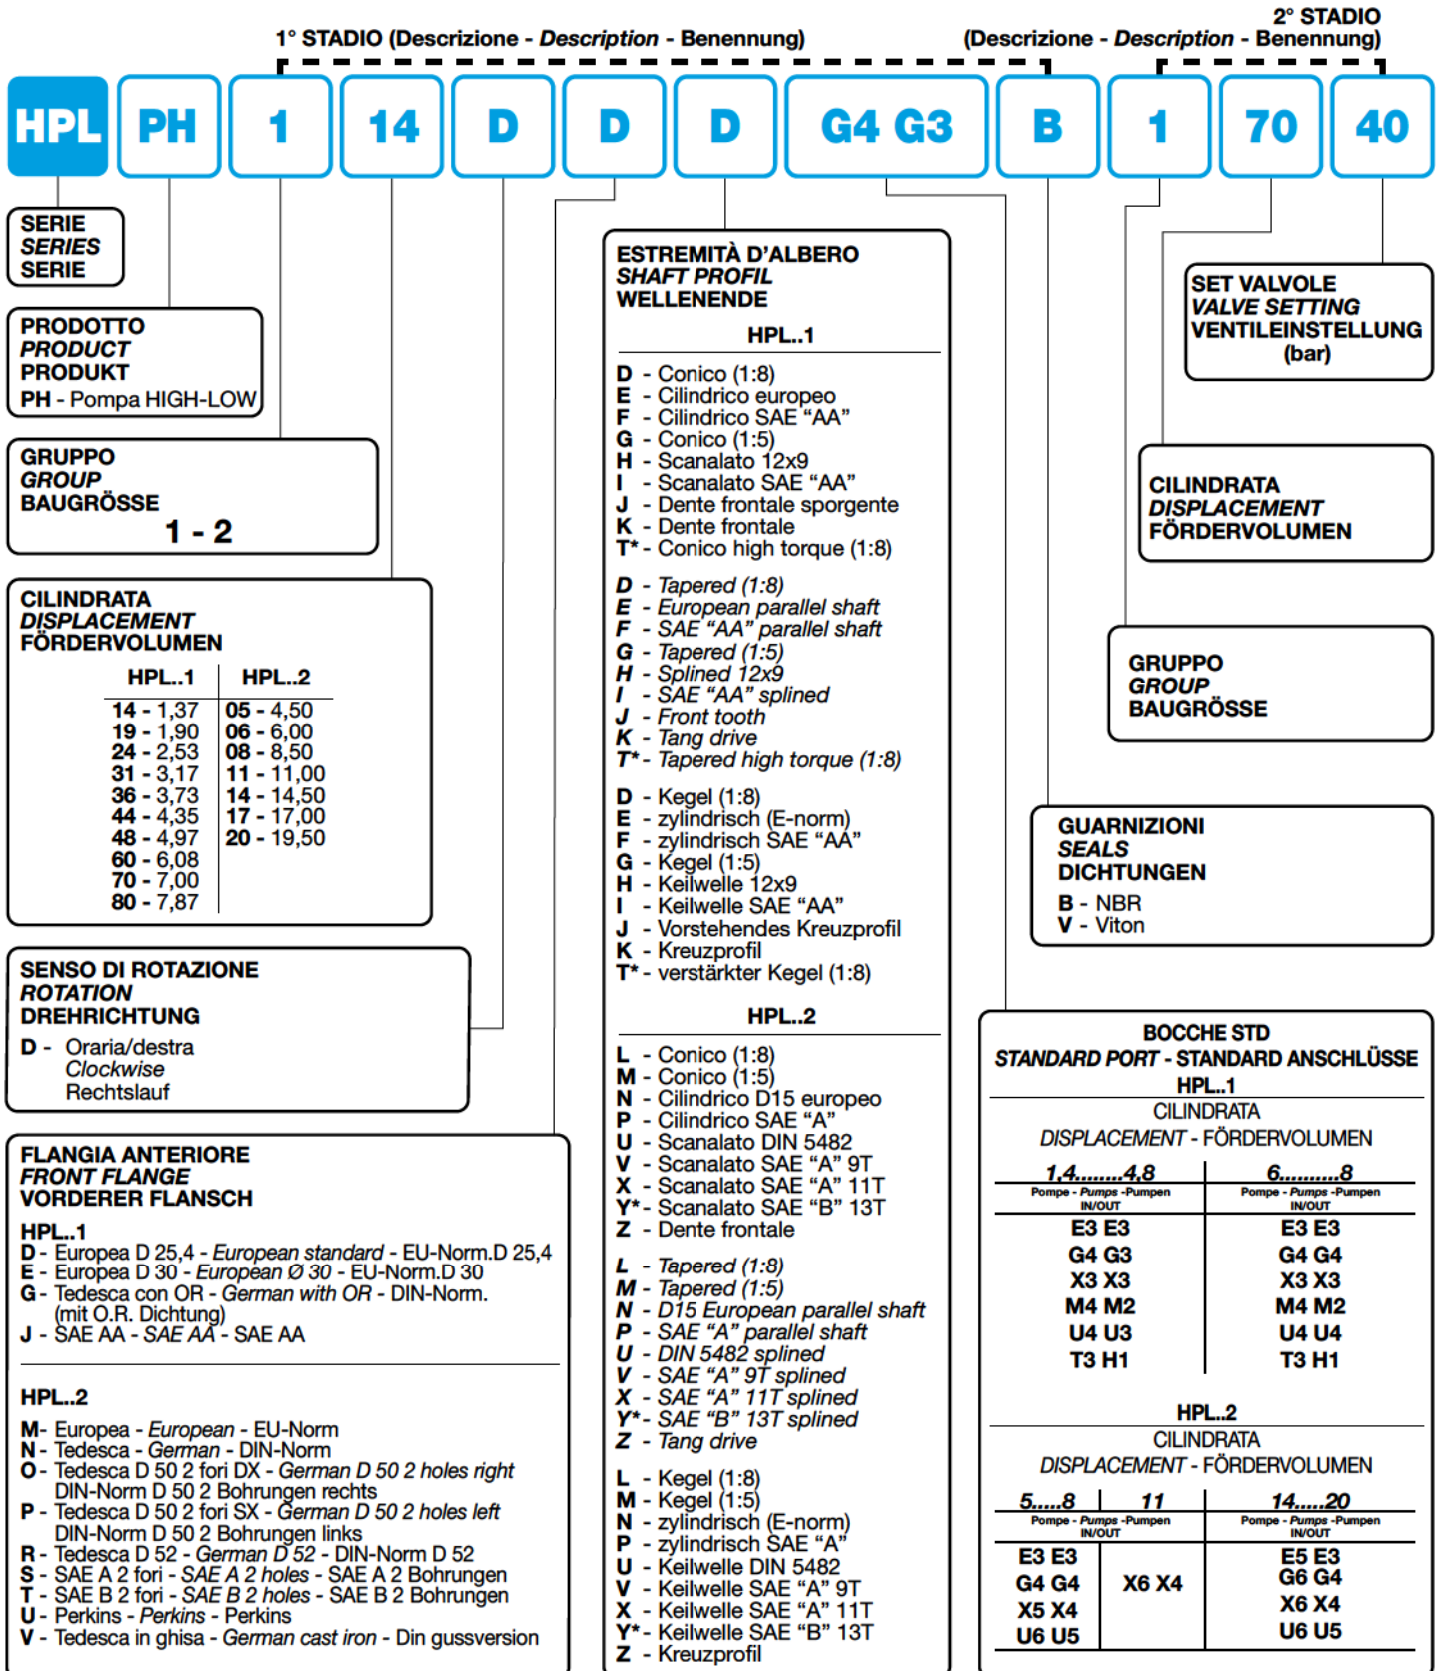 2° STADIO
1° STADIO (Descrizione - Description - Benennung)
(Descrizione - Description - Benennung)
HPL PH 1 14 D D D G4 G3 B 1 70 40
SERIE
SERIES
SERIE
PRODOTTO
PRODUCT
PRODUKT
PH - Pompa HIGH-LOW
GRUPPO
GROUP
BAUGRÖSSE
1 - 2
CILINDRATA
DISPLACEMENT
FÖRDERVOLUMEN
HPL..1 HPL..2
14 - 1,37 05 - 4,50
19 - 1,90 06 - 6,00
24 - 2,53 08 - 8,50
31 - 3,17 11 - 11,00
36 - 3,73 14 - 14,50
44 - 4,35 17 - 17,00
48 - 4,97 20 - 19,50
60 - 6,08
70 - 7,00
80 - 7,87
SENSO DI ROTAZIONE
ROTATION
DREHRICHTUNG
D - Oraria/destra
Clockwise
Rechtslauf
FLANGIA ANTERIORE
FRONT FLANGE
VORDERER FLANSCH
HPL..1
D - Europea D 25,4 - European standard - EU-Norm.D 25,4
E - Europea D 30 - European Ø 30 - EU-Norm.D 30
G - Tedesca con OR - German with OR - DIN-Norm.
(mit O.R. Dichtung)
J - SAE AA - SAE AA - SAE AA
HPL..2
M - Europea - European - EU-Norm
N - Tedesca - German - DIN-Norm
O - Tedesca D 50 2 fori DX - German D 50 2 holes right
DIN-Norm D 50 2 Bohrungen rechts
P - Tedesca D 50 2 fori SX - German D 50 2 holes left
DIN-Norm D 50 2 Bohrungen links
R - Tedesca D 52 - German D 52 - DIN-Norm D 52
S - SAE A 2 fori - SAE A 2 holes - SAE A 2 Bohrungen
T - SAE B 2 fori - SAE B 2 holes - SAE B 2 Bohrungen
U - Perkins - Perkins - Perkins
V - Tedesca in ghisa - German cast iron - Din gussversion
ESTREMITÀ D'ALBERO
SHAFT PROFIL
WELLENENDE
HPL..1
D - Conico (1:8)
E - Cilindrico europeo
F - Cilindrico SAE “AA”
G - Conico (1:5)
H - Scanalato 12x9
I - Scanalato SAE “AA”
J - Dente frontale sporgente
K - Dente frontale
T* - Conico high torque (1:8)
D - Tapered (1:8)
E - European parallel shaft
F - SAE “AA” parallel shaft
G - Tapered (1:5)
H - Splined 12x9
I - SAE “AA” splined
J - Front tooth
K - Tang drive
T* - Tapered high torque (1:8)
D - Kegel (1:8)
E - zylindrisch (E-norm)
F - zylindrisch SAE “AA”
G - Kegel (1:5)
H - Keilwelle 12x9
I - Keilwelle SAE “AA”
J - Vorstehendes Kreuzprofil
K - Kreuzprofil
T* - verstärkter Kegel (1:8)
HPL..2
L - Conico (1:8)
M - Conico (1:5)
N - Cilindrico D15 europeo
P - Cilindrico SAE “A”
U - Scanalato DIN 5482
V - Scanalato SAE “A” 9T
X - Scanalato SAE “A” 11T
Y* - Scanalato SAE “B” 13T
Z - Dente frontale
L - Tapered (1:8)
M - Tapered (1:5)
N - D15 European parallel shaft
P - SAE “A” parallel shaft
U - DIN 5482 splined
V - SAE “A” 9T splined
X - SAE “A” 11T splined
Y* - SAE “B” 13T splined
Z - Tang drive
L - Kegel (1:8)
M - Kegel (1:5)
N - zylindrisch (E-norm)
P - zylindrisch SAE “A”
U - Keilwelle DIN 5482
V - Keilwelle SAE “A” 9T
X - Keilwelle SAE “A” 11T
Y* - Keilwelle SAE “B” 13T
Z - Kreuzprofil
SET VALVOLE
VALVE SETTING
VENTILEINSTELLUNG
(bar)
CILINDRATA
DISPLACEMENT
FÖRDERVOLUMEN
GRUPPO
GROUP
BAUGRÖSSE
GUARNIZIONI
SEALS
DICHTUNGEN
B - NBR
V - Viton
BOCCHE STD
STANDARD PORT - STANDARD ANSCHLÜSSE
HPL..1
CILINDRATA
DISPLACEMENT - FÖRDERVOLUMEN
1,4........4,8 6..........8
Pompe - Pumps -Pumpen Pompe - Pumps -Pumpen
IN/OUT IN/OUT
E3 E3 E3 E3
G4 G3 G4 G4
X3 X3 X3 X3
M4 M2 M4 M2
U4 U3 U4 U4
T3 H1 T3 H1
HPL..2
CILINDRATA
DISPLACEMENT - FÖRDERVOLUMEN
5.....8 11 14.....20
Pompe - Pumps -Pumpen Pompe - Pumps -Pumpen
IN/OUT IN/OUT
E3 E3 E5 E3
G4 G4 X6 X4 G6 G4
X5 X4 X6 X4
U6 U5 U6 U5